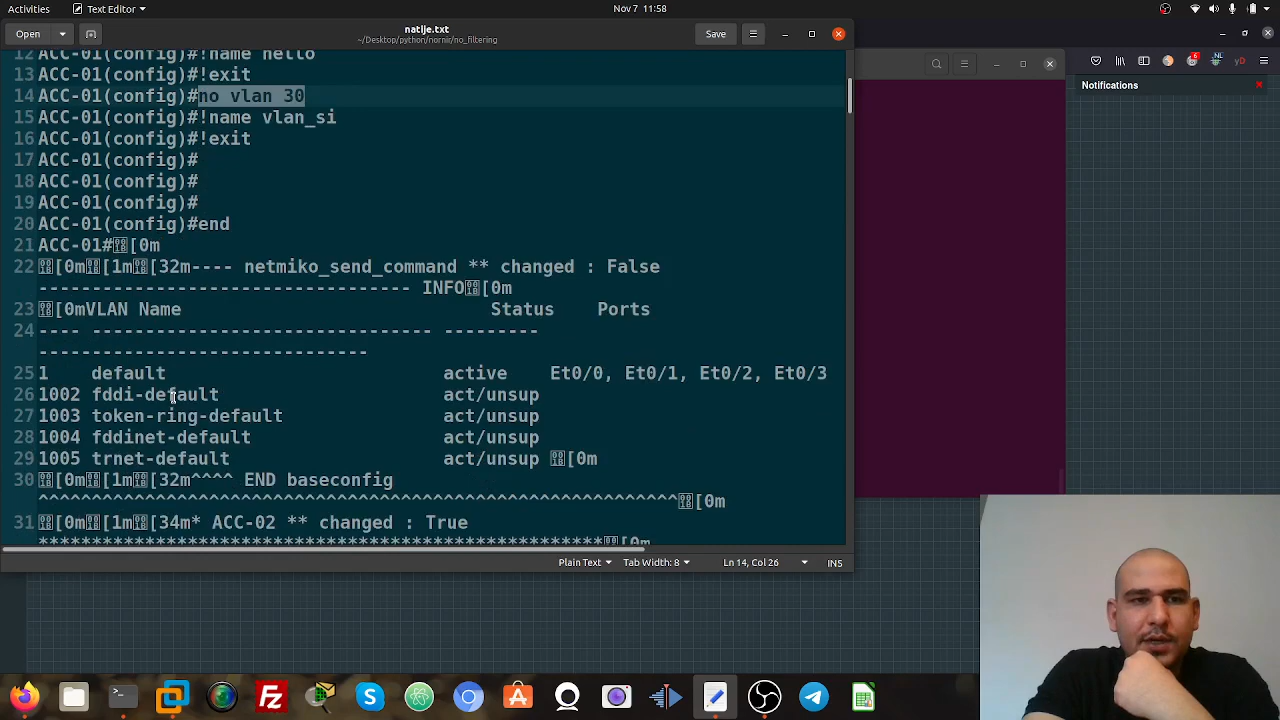 Activities
Text Editor
Nov 7 11:58
natije.txt
~/Desktop/python/nornir/no_filtering
Open
Save
Notifications
12 ACC-01(config)#!name hello
13 ACC-01(config)#!exit
14 ACC-01(config)#no vlan 30
15 ACC-01(config)#!name vlan_si
16 ACC-01(config)#!exit
17 ACC-01(config)#
18 ACC-01(config)#
19 ACC-01(config)#
20 ACC-01(config)#end
21 ACC-01#[0m
22 [0m[1m[32m---- netmiko_send_command ** changed : False
----------------------------------- INFO[0m
23 [0mVLAN Name Status Ports
24 ---- -------------------------------- ---------
-------------------------------
25 1 default active Et0/0, Et0/1, Et0/2, Et0/3
26 1002 fddi-default act/unsup
27 1003 token-ring-default act/unsup
28 1004 fddinet-default act/unsup
29 1005 trnet-default act/unsup [0m
30 [0m[1m[32m^^^^ END baseconfig
^^^^^^^^^^^^^^^^^^^^^^^^^^^^^^^^^^^^^^^^^^^^^^^^^^^^^^^^^^^^[0m
31 [0m[1m[34m* ACC-02 ** changed : True
*****************************************************[0m
Plain Text
Tab Width: 8
Ln 14, Col 26
INS